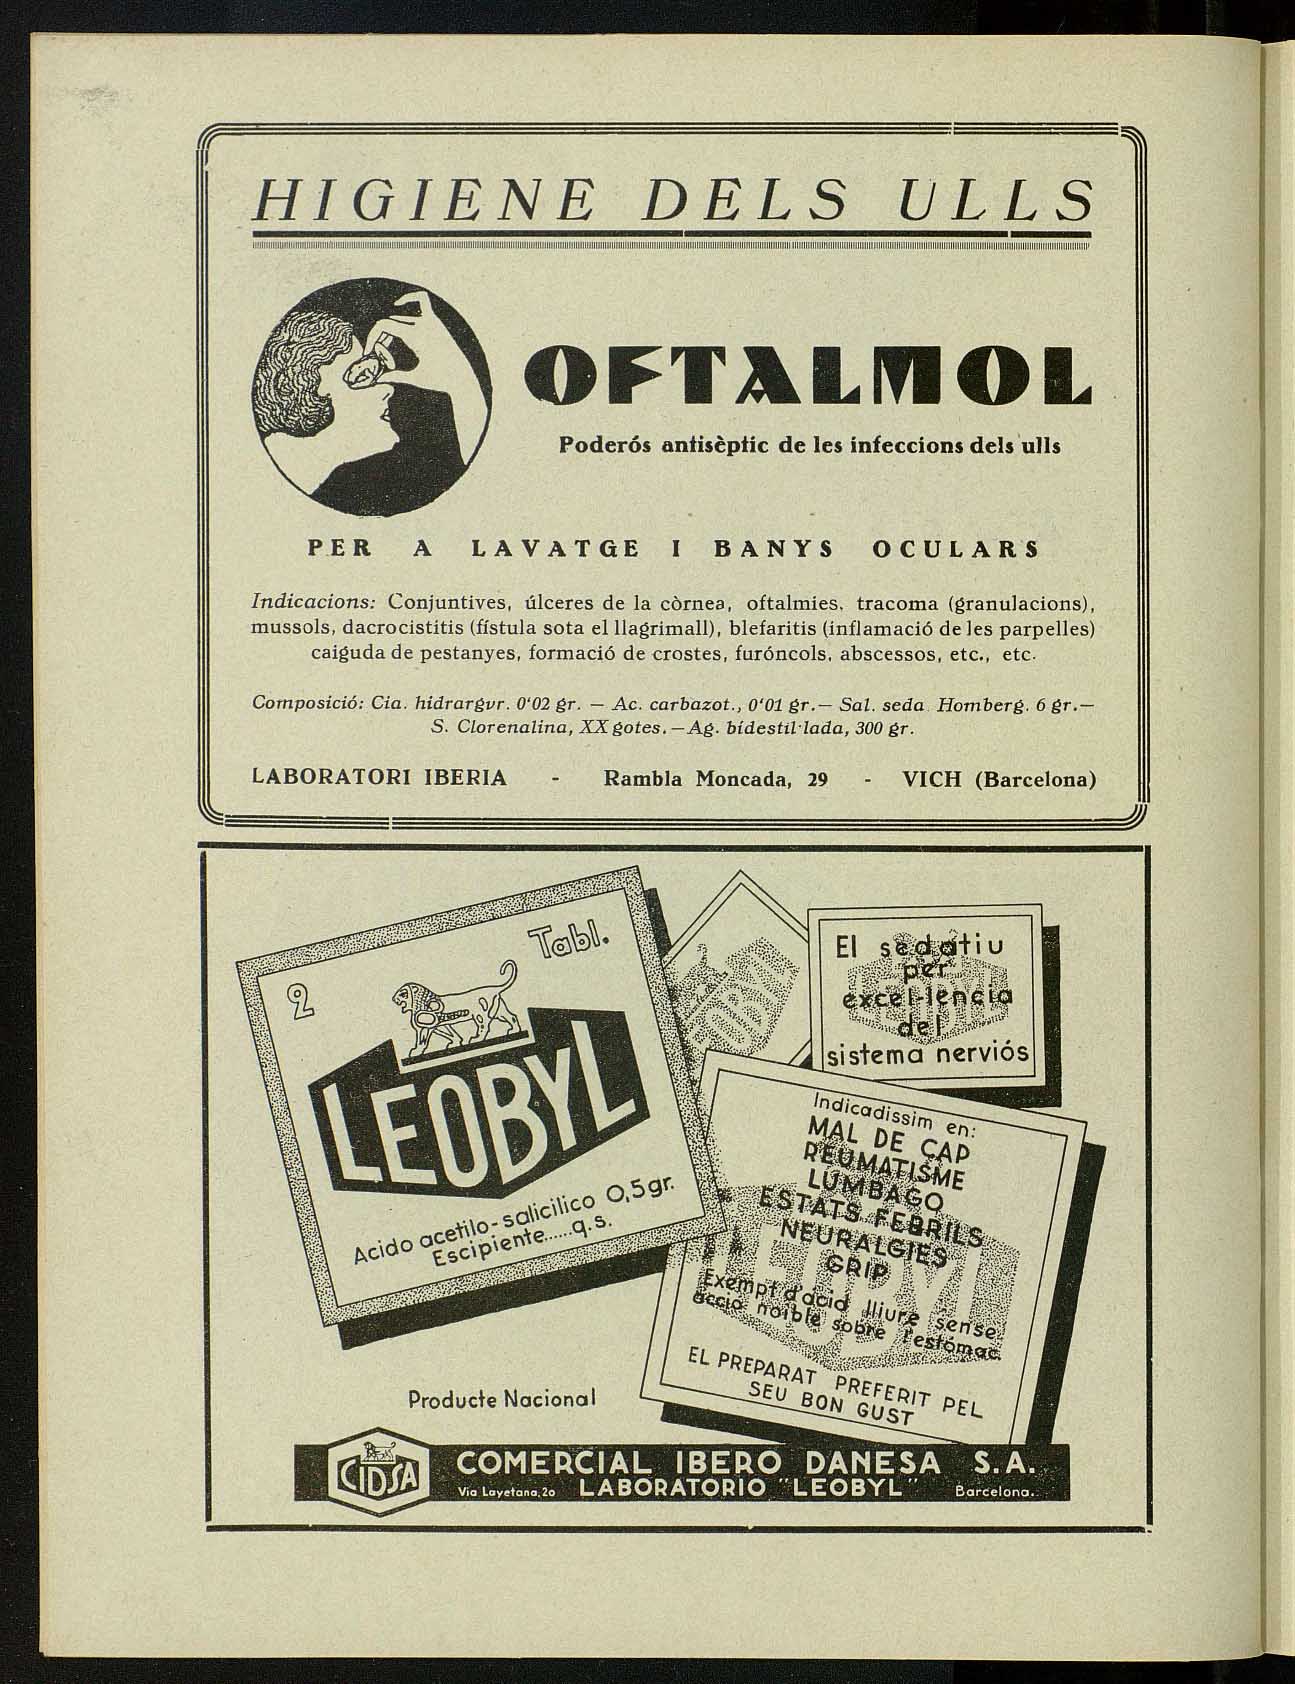 HIGIENE DELS ULLS
OFTALMOL
Poderós antisèptic de les infeccions dels ulls
PER A LAVATGE I BANYS OCULARS
Indicacions: Conjuntives, úlceres de la còrnea, oftalmies, tracoma (granulacions),
mussols, dacrocistitis (fístula sota el llagrimall), blefaritis (inflamació de les parpelles)
caiguda de pestanyes, formació de crostes, furóncols, abscessos, etc., etc.
Composició: Cia. hidrargyr. 0'02 gr. — Ac. carbazot., 0'01 gr.— Sal. seda Homberg. 6 gr.—
S. Clorenalina, XX gotes.—Ag. bidestil·lada, 300 gr.
LABORATORI IBERIA - Rambla Moncada, 29 - VICH (Barcelona)
2 Tabl.
LEOBYL
Acido acetilo-salicilico 0,5gr.
Escipiente......q.s.
LEOBYL
El sedatiu
per
excel-lencia
del
sistema nerviós
Indicadissim en:
MAL DE CAP
REUMATISME
LUMBAGO
ESTATS FEBRILS
NEURALGIES
GRIP
Exempt d'acid lliure sense
acció noible sobre l'estómac.
EL PREPARAT PREFERIT PEL
SEU BON GUST
LEOBYL
Producte Nacional
CIDSA
COMERCIAL IBERO DANESA S.A.
Via Layetana, 20 LABORATORIO "LEOBYL" Barcelona.